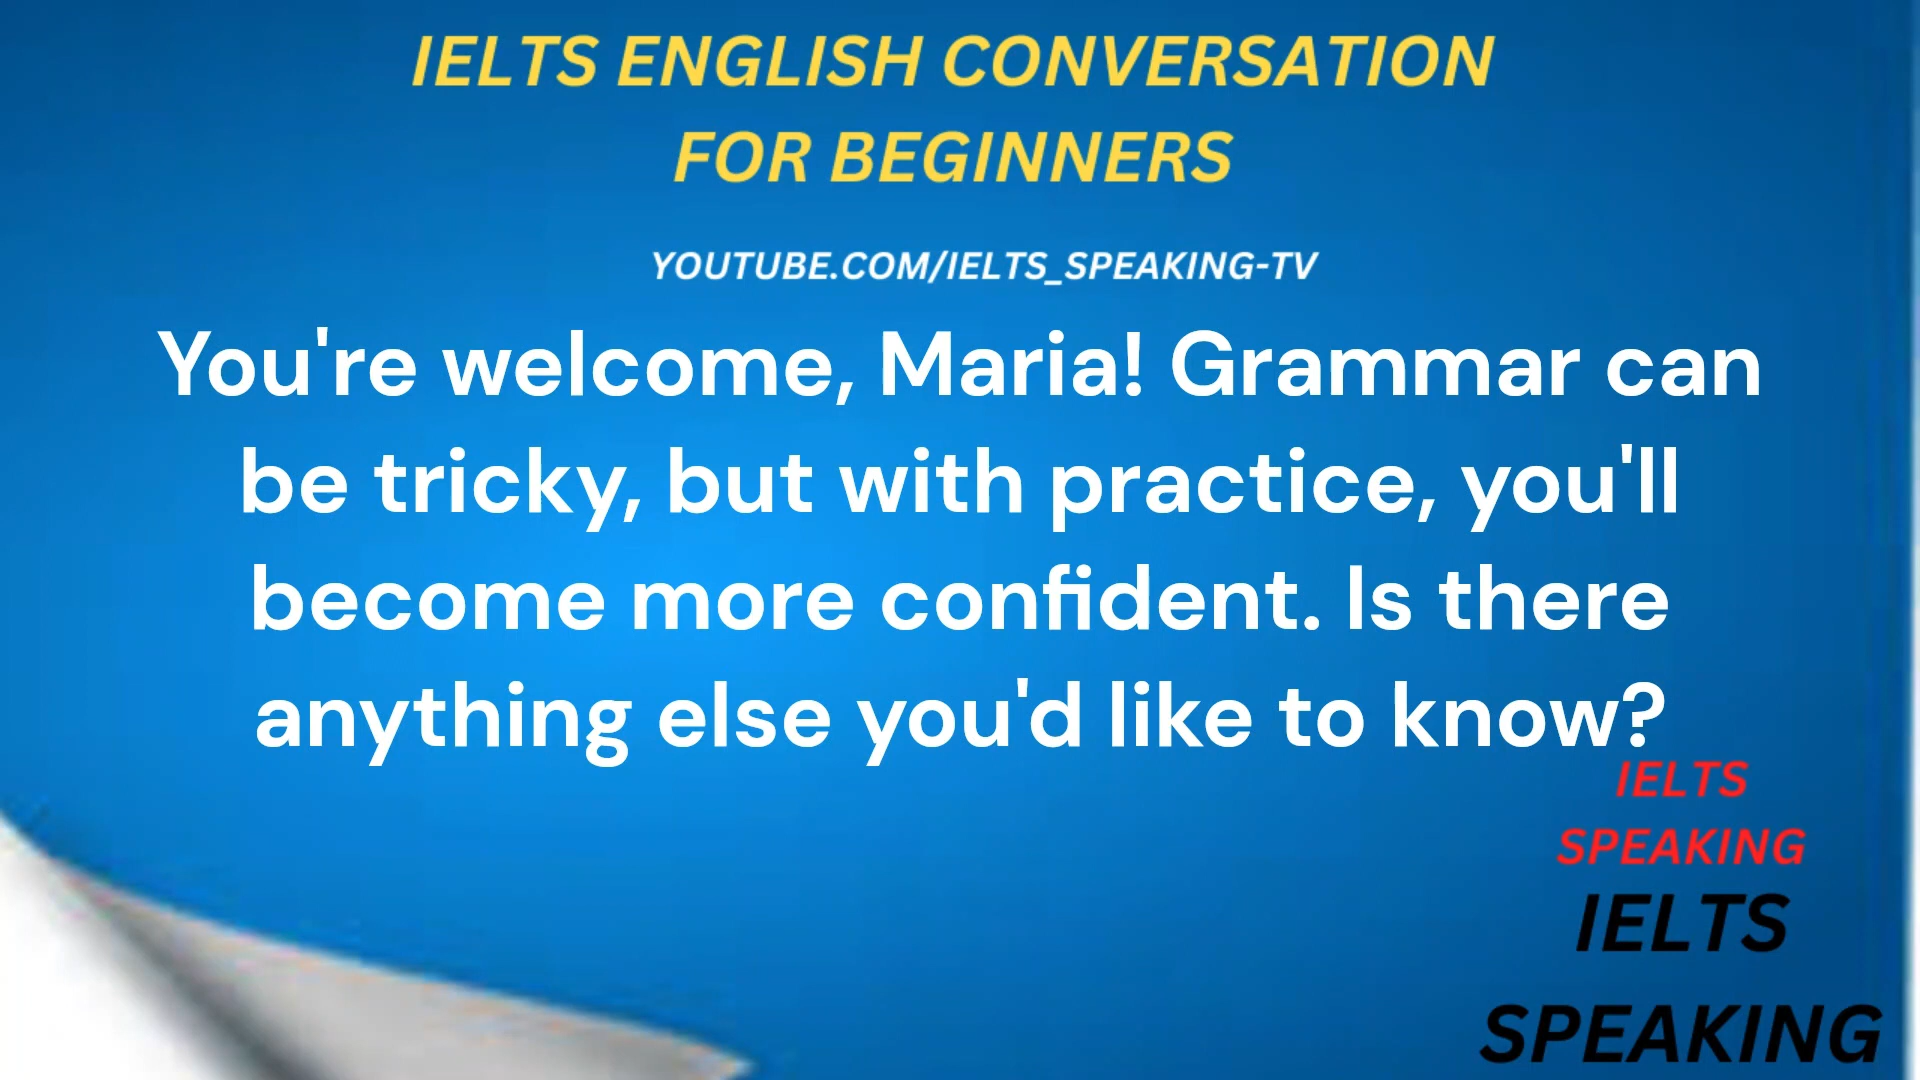 IELTS ENGLISH CONVERSATION
FOR BEGINNERS
YOUTUBE.COM/IELTS_SPEAKING-TV
You're welcome, Maria! Grammar can
be tricky, but with practice, you'll
become more confident. Is there
anything else you'd like to know?
IELTS
SPEAKING
IELTS
SPEAKING